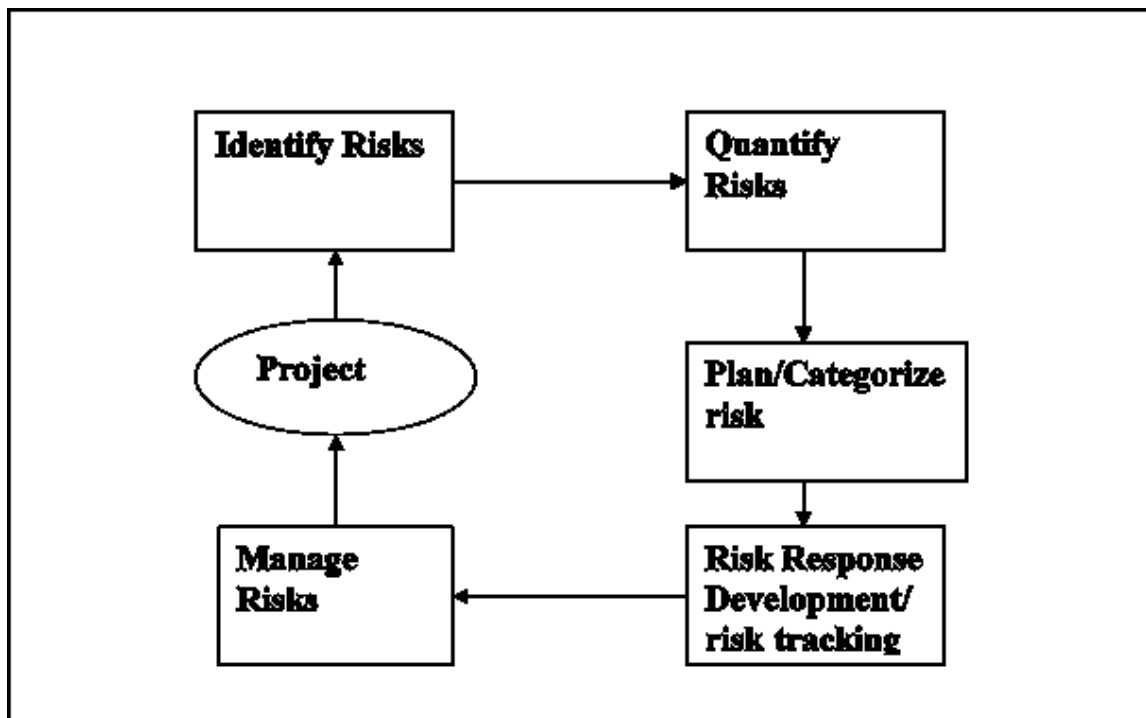 Identify Risks
Quantify
Risks
Project
Plan/Categorize
risk
Manage
Risks
Risk Response
Development/
risk tracking